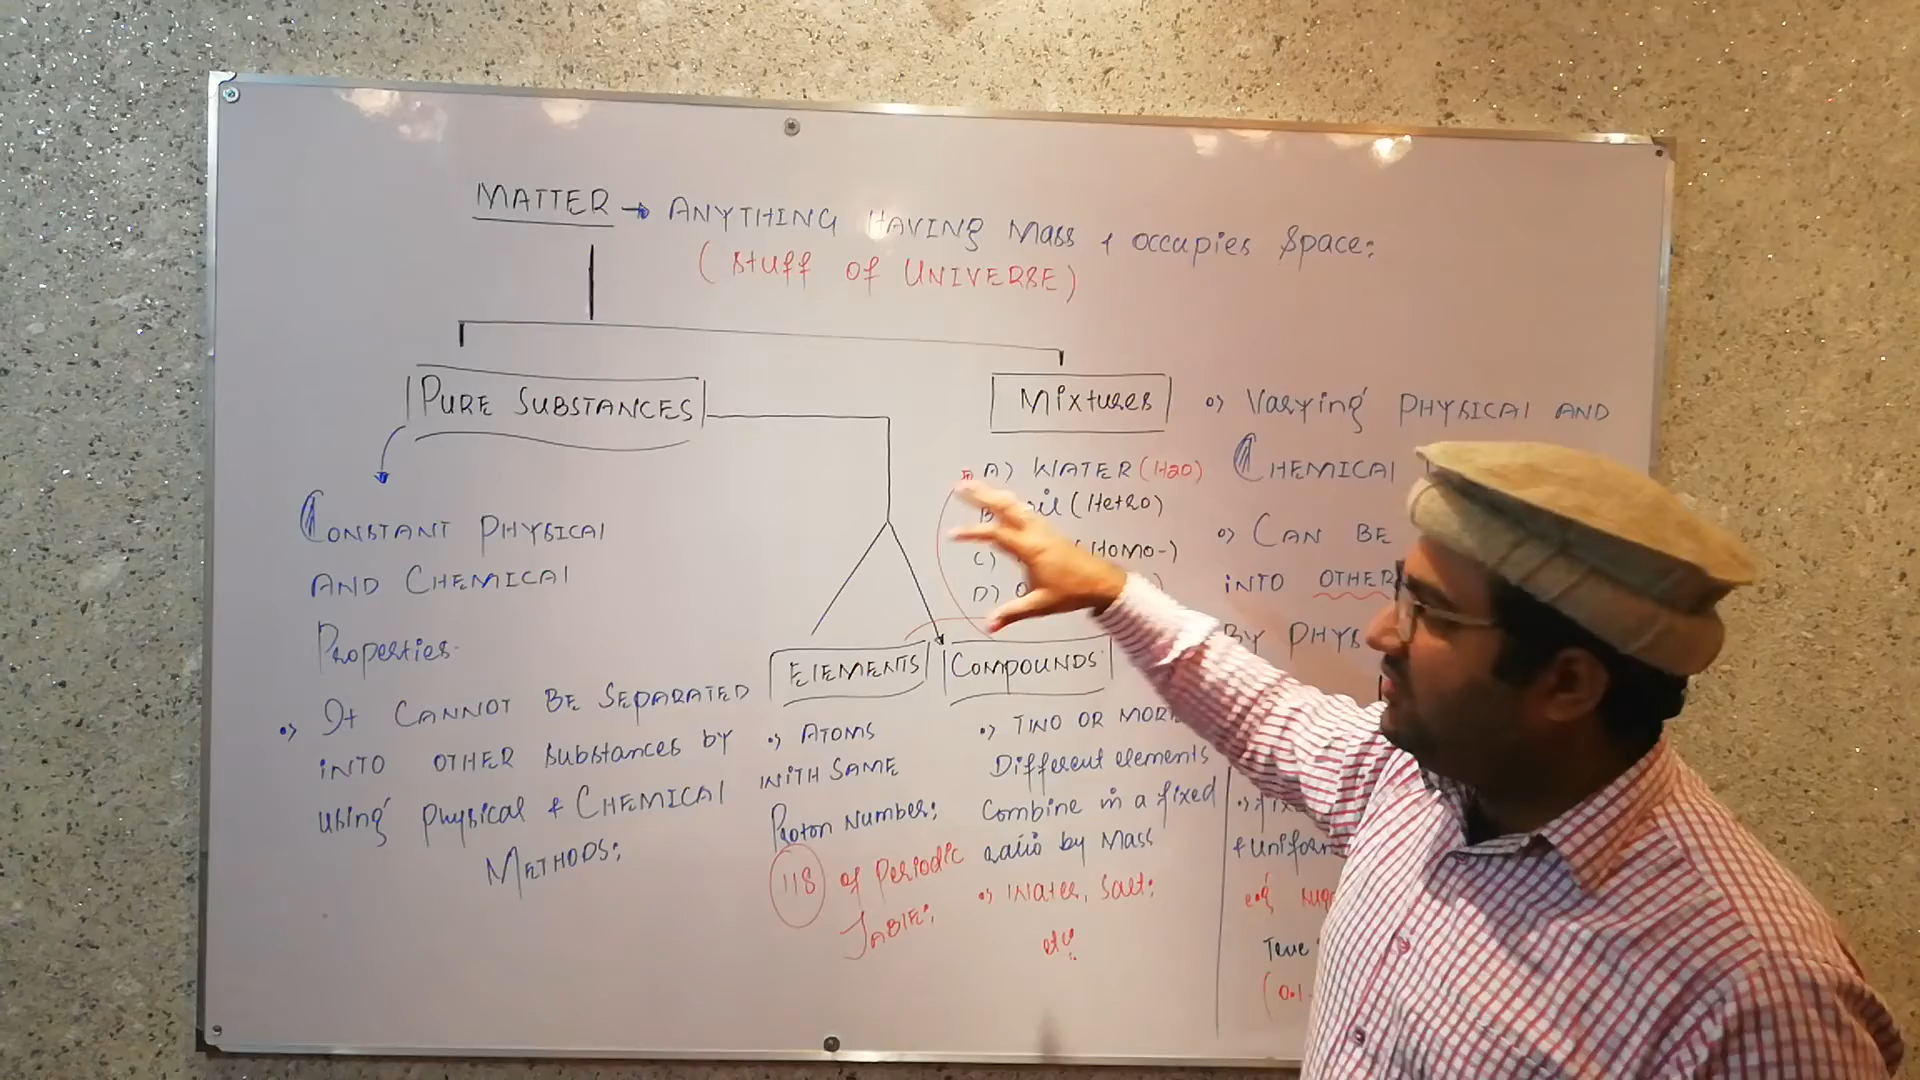 MATTER → ANYTHING HAVING MASS + OCCUPIES SPACE:
(Stuff of UNIVERSE)
PURE SUBSTANCES
CONSTANT PHYSICAL
AND CHEMICAL
Properties.
It CANNOT BE SEPARATED
INTO OTHER substances by
using physical + CHEMICAL
METHODS:
ELEMENTS
ATOMS
WITH SAME
Proton Number;
118 of Periodic
TABLE:
COMPOUNDS
TWO OR MORE
Different elements
Combine in a fixed
ratio by Mass
Water, Salt;
etc
Mixtures
A) WATER (H2O)
(Hetro)
C) (Homo-)
D)
Varying PHYSICAL AND
CHEMICAL
CAN BE
INTO OTHER
BY PHYS
+ Unifor
e.g
(0.1